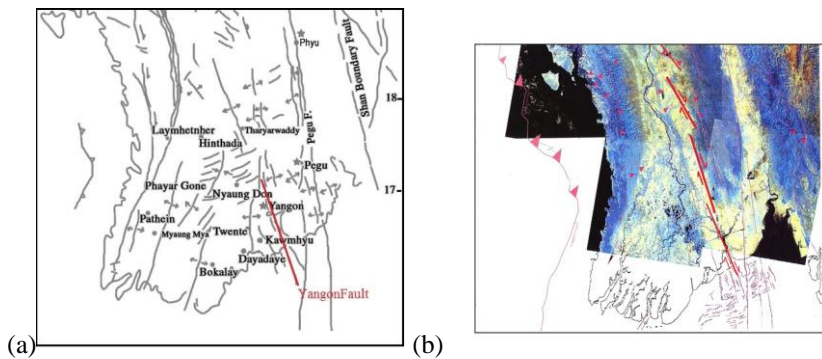 Phyu
Shan Boundary Fault
18
Laymhetnher
Tharyarwaddy
Hinthada
Pegu F.
Pegu
Phayar Gone
Nyaung Don
17
Yangon
Pathein
Myaung Mya
Twente
Kawmhyu
Dayadaye
Bokalay
YangonFault
(a)
(b)